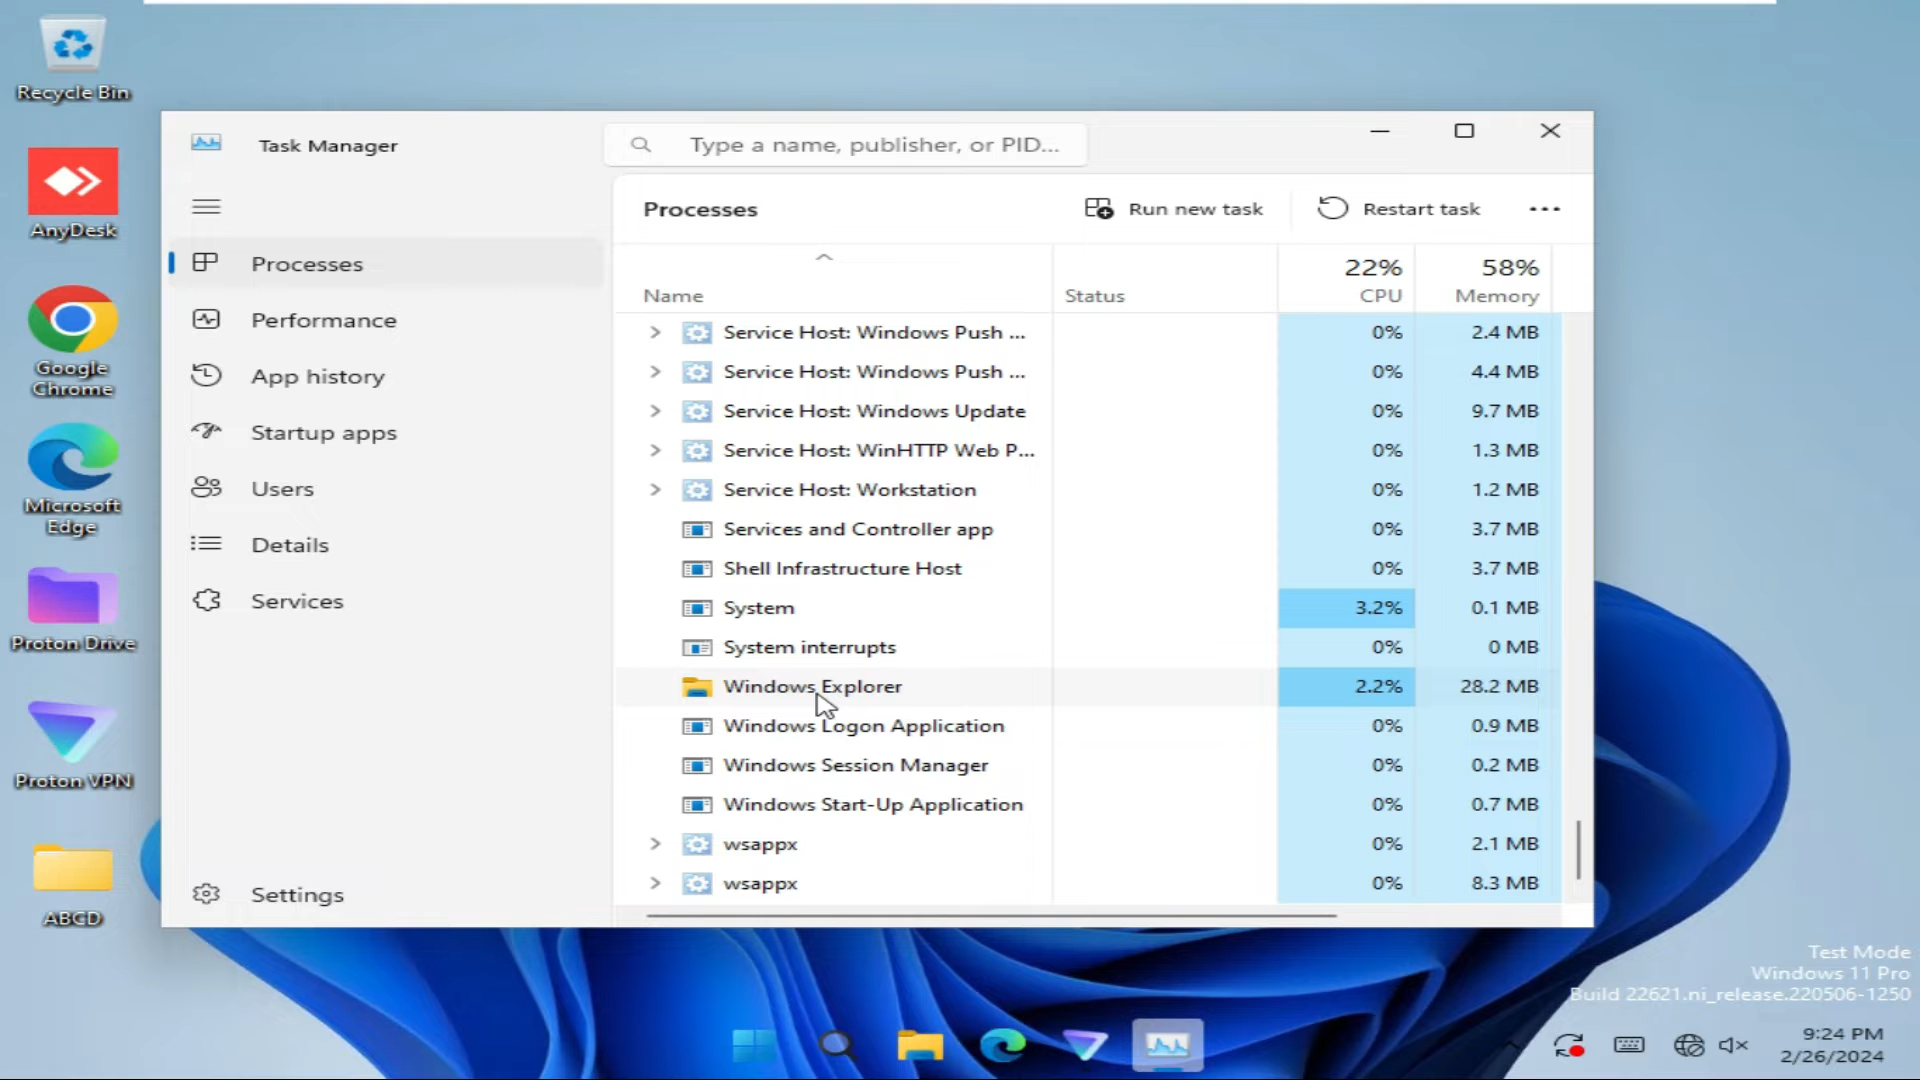 Recycle Bin
AnyDesk
Google
Chrome
Microsoft
Edge
Proton Drive
Proton VPN
ABCD
Task Manager
Type a name, publisher, or PID...
Processes
Performance
App history
Startup apps
Users
Details
Services
Settings
Processes
Run new task
Restart task
22% 58%
Name Status CPU Memory
Service Host: Windows Push ... 0% 2.4 MB
Service Host: Windows Push ... 0% 4.4 MB
Service Host: Windows Update 0% 9.7 MB
Service Host: WinHTTP Web P... 0% 1.3 MB
Service Host: Workstation 0% 1.2 MB
Services and Controller app 0% 3.7 MB
Shell Infrastructure Host 0% 3.7 MB
System 3.2% 0.1 MB
System interrupts 0% 0 MB
Windows Explorer 2.2% 28.2 MB
Windows Logon Application 0% 0.9 MB
Windows Session Manager 0% 0.2 MB
Windows Start-Up Application 0% 0.7 MB
wsappx 0% 2.1 MB
wsappx 0% 8.3 MB
Test Mode
Windows 11 Pro
Build 22621.ni_release.220506-1250
9:24 PM
2/26/2024